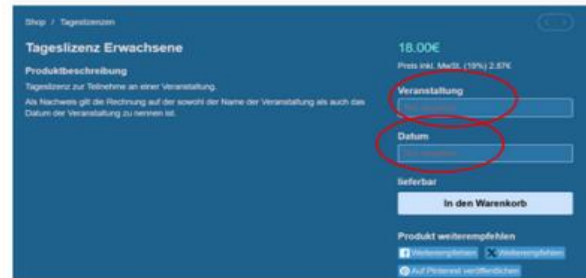 Shop / Tageslizenzen
Tageslizenz Erwachsene
Produktbeschreibung
Tageslizenz zur Teilnehme an einer Veranstaltung.
Als Nachweis gilt die Rechnung auf der sowohl der Name der Veranstaltung als auch das
Datum der Veranstaltung zu nennen ist.
18.00€
Preis inkl. MwSt. (19%) 2.87€
Veranstaltung
Datum
lieferbar
In den Warenkorb
Produkt weiterempfehlen
Weiterempfehlen
Weiterempfehlen
Auf Pinterest veröffentlichen